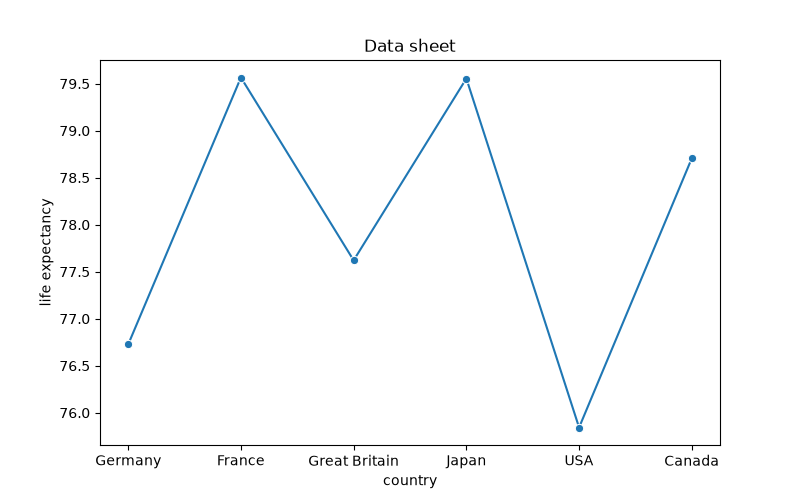 Data sheet
life expectancy
79.5
79.0
78.5
78.0
77.5
77.0
76.5
76.0
Germany France Great Britain Japan USA Canada
country